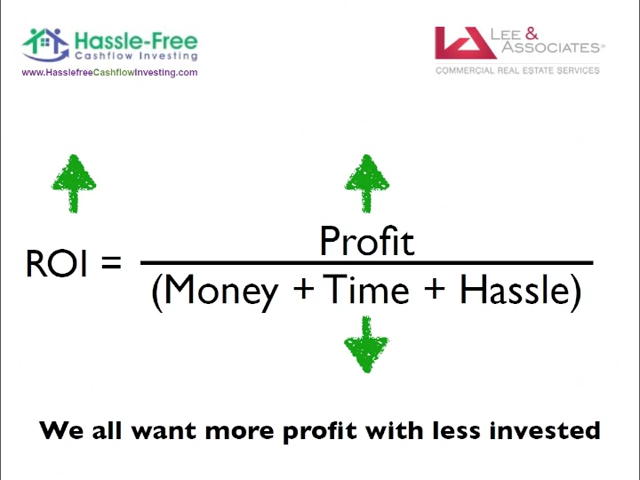 Hassle-Free
Cashflow Investing
www.HasslefreeCashflowInvesting.com
LEE &
ASSOCIATES®
COMMERCIAL REAL ESTATE SERVICES
Profit
ROI =
(Money + Time + Hassle)
We all want more profit with less invested